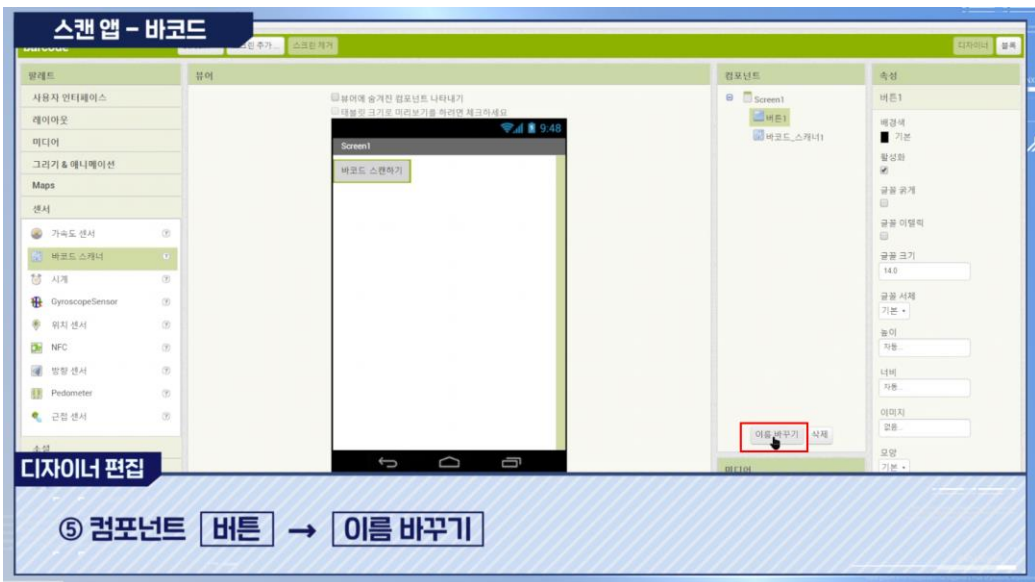 스캔 앱 - 바코드
스크린 제거
디자이너
블록
팔레트
사용자 인터페이스
레이아웃
미디어
그리기 & 애니메이션
Maps
센서
가속도 센서
바코드 스캐너
시계
GyroscopeSensor
위치 센서
NFC
방향 센서
Pedometer
근접 센서
뷰어
뷰어에 숨겨진 컴포넌트 나타내기
태블릿 크기로 미리보기를 하려면 체크하세요
9:48
Screen1
바코드 스캔하기
컴포넌트
Screen1
버튼1
바코드_스캐너1
이름 바꾸기
삭제
미디어
속성
버튼1
배경색
기본
활성화
글꼴 굵게
글꼴 이탤릭
글꼴 크기
14.0
글꼴 서체
기본
높이
자동...
너비
자동...
이미지
없음...
모양
기본
디자이너 편집
⑤ 컴포넌트 버튼 → 이름 바꾸기